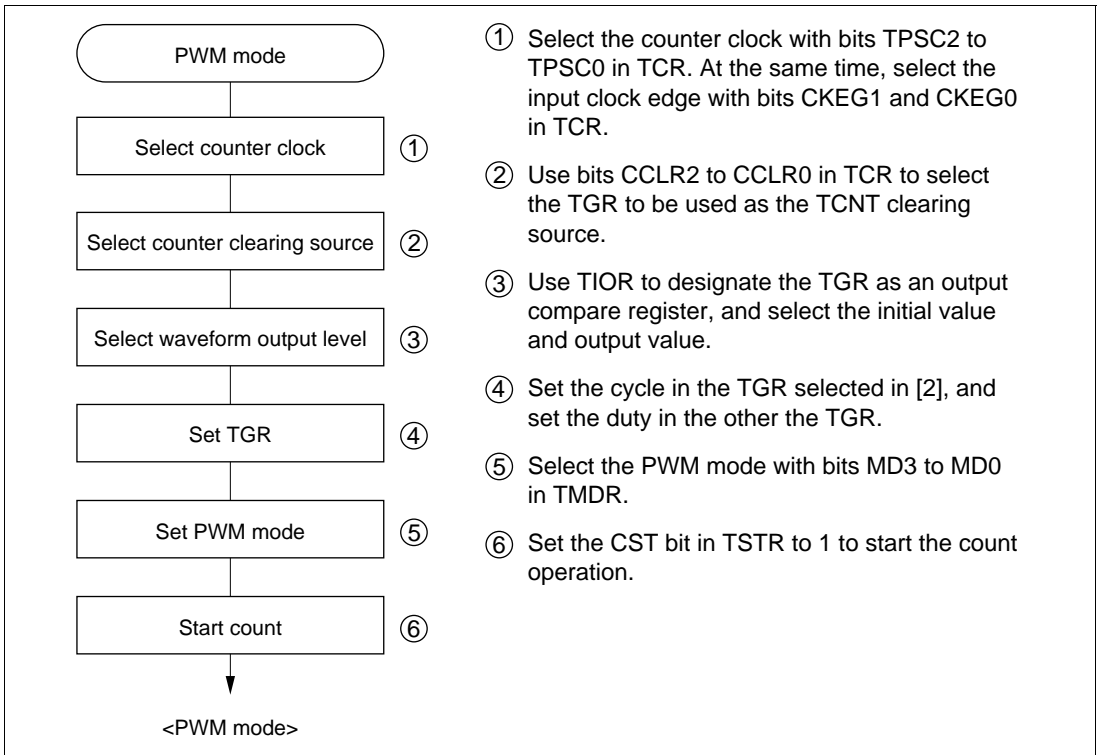 PWM mode
Select counter clock
①
Select counter clearing source
②
Select waveform output level
③
Set TGR
④
Set PWM mode
⑤
Start count
⑥
<PWM mode>
① Select the counter clock with bits TPSC2 to
TPSC0 in TCR. At the same time, select the
input clock edge with bits CKEG1 and CKEG0
in TCR.
② Use bits CCLR2 to CCLR0 in TCR to select
the TGR to be used as the TCNT clearing
source.
③ Use TIOR to designate the TGR as an output
compare register, and select the initial value
and output value.
④ Set the cycle in the TGR selected in [2], and
set the duty in the other the TGR.
⑤ Select the PWM mode with bits MD3 to MD0
in TMDR.
⑥ Set the CST bit in TSTR to 1 to start the count
operation.